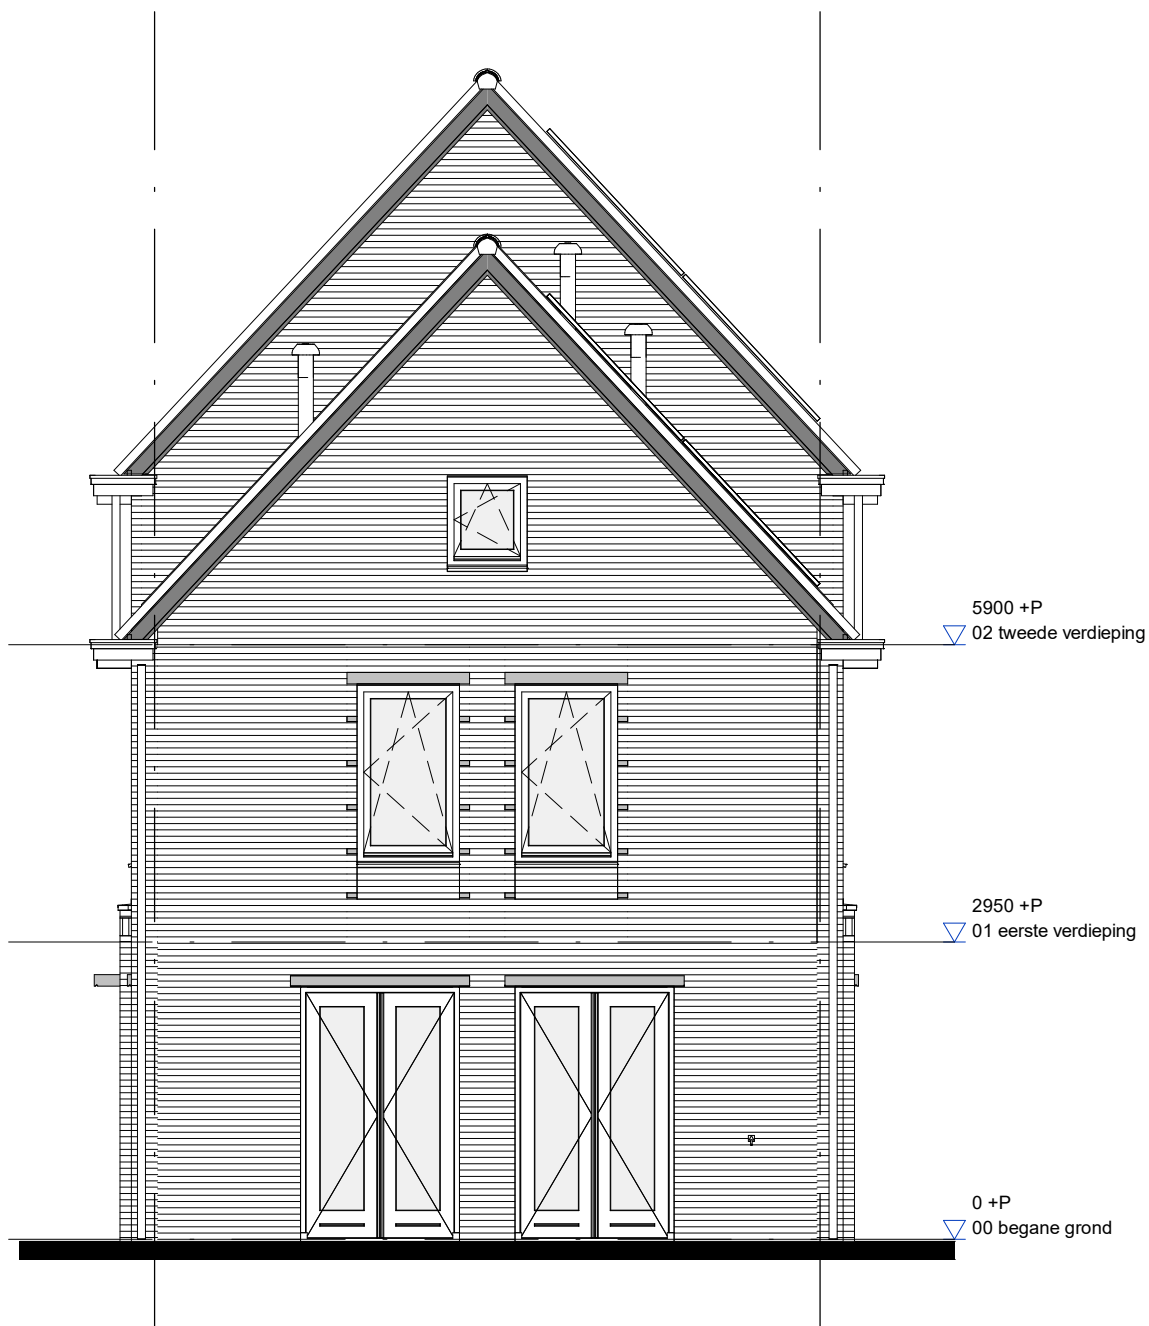 5900 +P
02 tweede verdieping
2950 +P
01 eerste verdieping
0 +P
00 begane grond